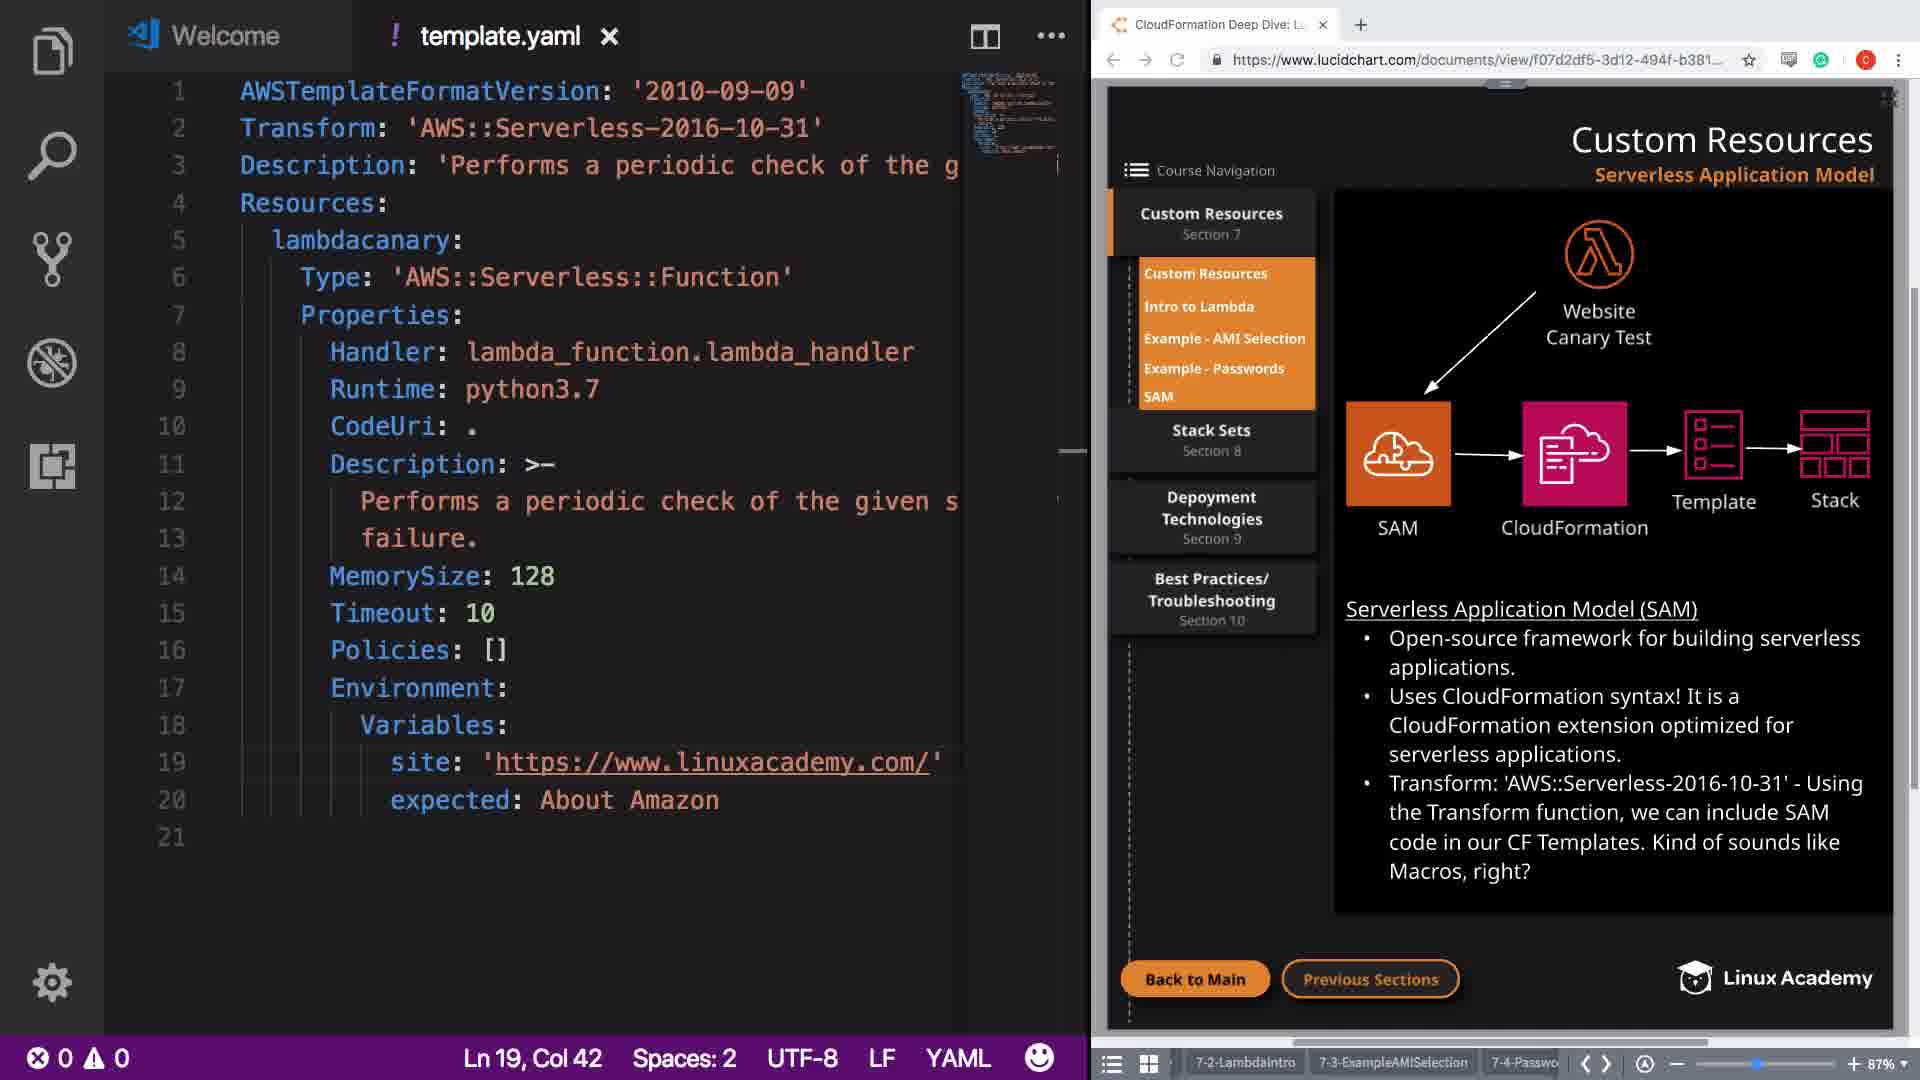 Welcome
! template.yaml
1 AWSTemplateFormatVersion: '2010-09-09'
2 Transform: 'AWS::Serverless-2016-10-31'
3 Description: 'Performs a periodic check of the g
4 Resources:
5 lambdacanary:
6 Type: 'AWS::Serverless::Function'
7 Properties:
8 Handler: lambda_function.lambda_handler
9 Runtime: python3.7
10 CodeUri: .
11 Description: >-
12 Performs a periodic check of the given s
13 failure.
14 MemorySize: 128
15 Timeout: 10
16 Policies: []
17 Environment:
18 Variables:
19 site: 'https://www.linuxacademy.com/'
20 expected: About Amazon
21
0 0 Ln 19, Col 42 Spaces: 2 UTF-8 LF YAML
CloudFormation Deep Dive: L...
https://www.lucidchart.com/documents/view/f07d2df5-3d12-494f-b381...
C
Custom Resources
Serverless Application Model
Course Navigation
Custom Resources
Section 7
Custom Resources
Intro to Lambda
Example - AMI Selection
Example - Passwords
SAM
Stack Sets
Section 8
Depoyment
Technologies
Section 9
Best Practices/
Troubleshooting
Section 10
Website
Canary Test
SAM
CloudFormation
Template
Stack
Serverless Application Model (SAM)
• Open-source framework for building serverless
applications.
• Uses CloudFormation syntax! It is a
CloudFormation extension optimized for
serverless applications.
• Transform: 'AWS::Serverless-2016-10-31' - Using
the Transform function, we can include SAM
code in our CF Templates. Kind of sounds like
Macros, right?
Back to Main
Previous Sections
Linux Academy
7-2-LambdaIntro 7-3-ExampleAMISelection 7-4-Passwo 87%